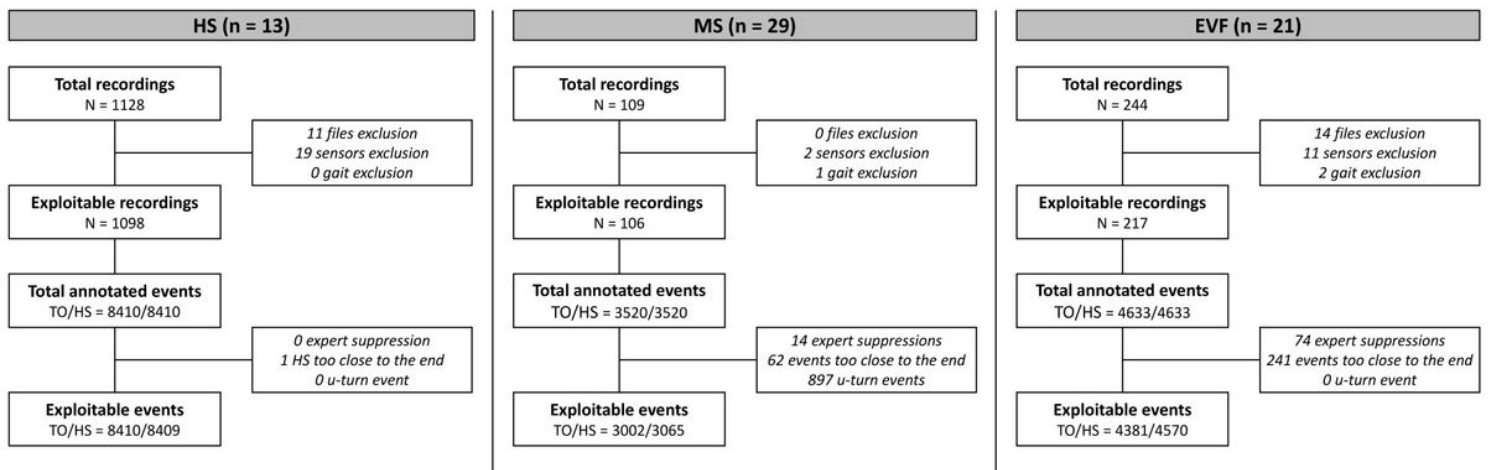 HS (n = 13)
Total recordings
N = 1128
11 files exclusion
19 sensors exclusion
0 gait exclusion
Exploitable recordings
N = 1098
Total annotated events
TO/HS = 8410/8410
0 expert suppression
1 HS too close to the end
0 u-turn event
Exploitable events
TO/HS = 8410/8409
MS (n = 29)
Total recordings
N = 109
0 files exclusion
2 sensors exclusion
1 gait exclusion
Exploitable recordings
N = 106
Total annotated events
TO/HS = 3520/3520
14 expert suppressions
62 events too close to the end
897 u-turn events
Exploitable events
TO/HS = 3002/3065
EVF (n = 21)
Total recordings
N = 244
14 files exclusion
11 sensors exclusion
2 gait exclusion
Exploitable recordings
N = 217
Total annotated events
TO/HS = 4633/4633
74 expert suppressions
241 events too close to the end
0 u-turn event
Exploitable events
TO/HS = 4381/4570